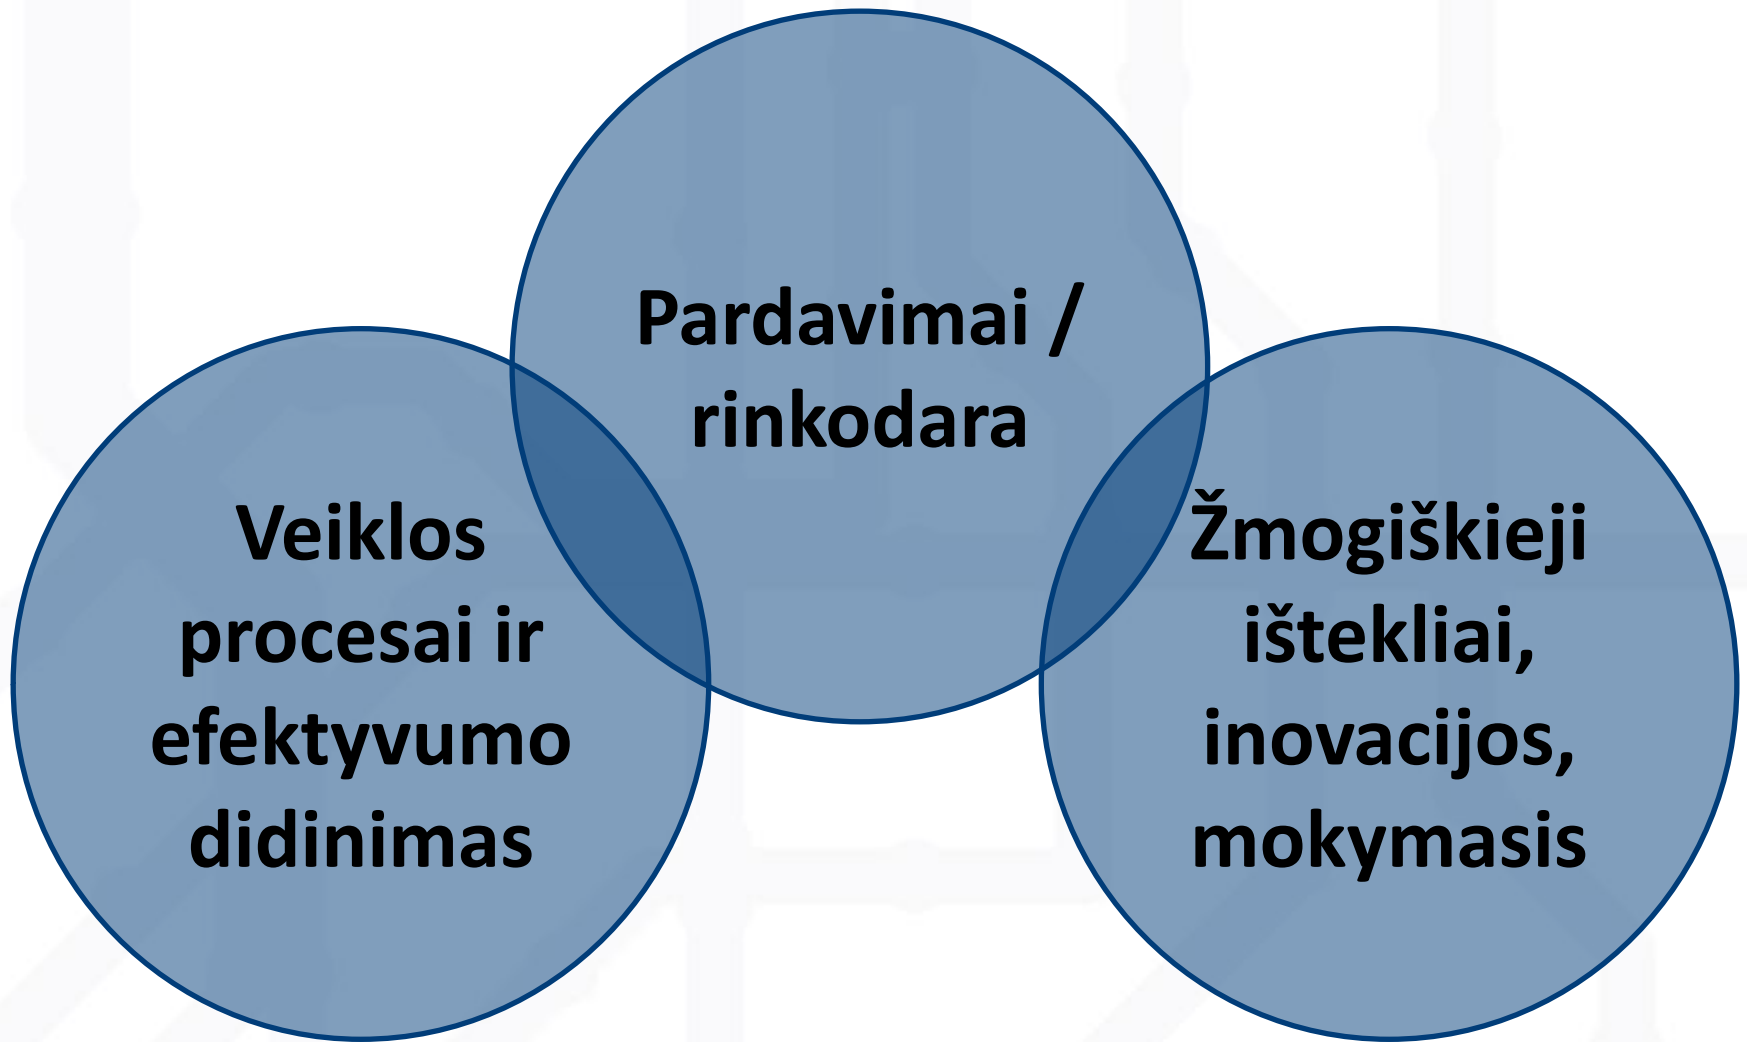 Pardavimai /
rinkodara
Veiklos
procesai ir
efektyvumo
didinimas
Žmogiškieji
ištekliai,
inovacijos,
mokymasis